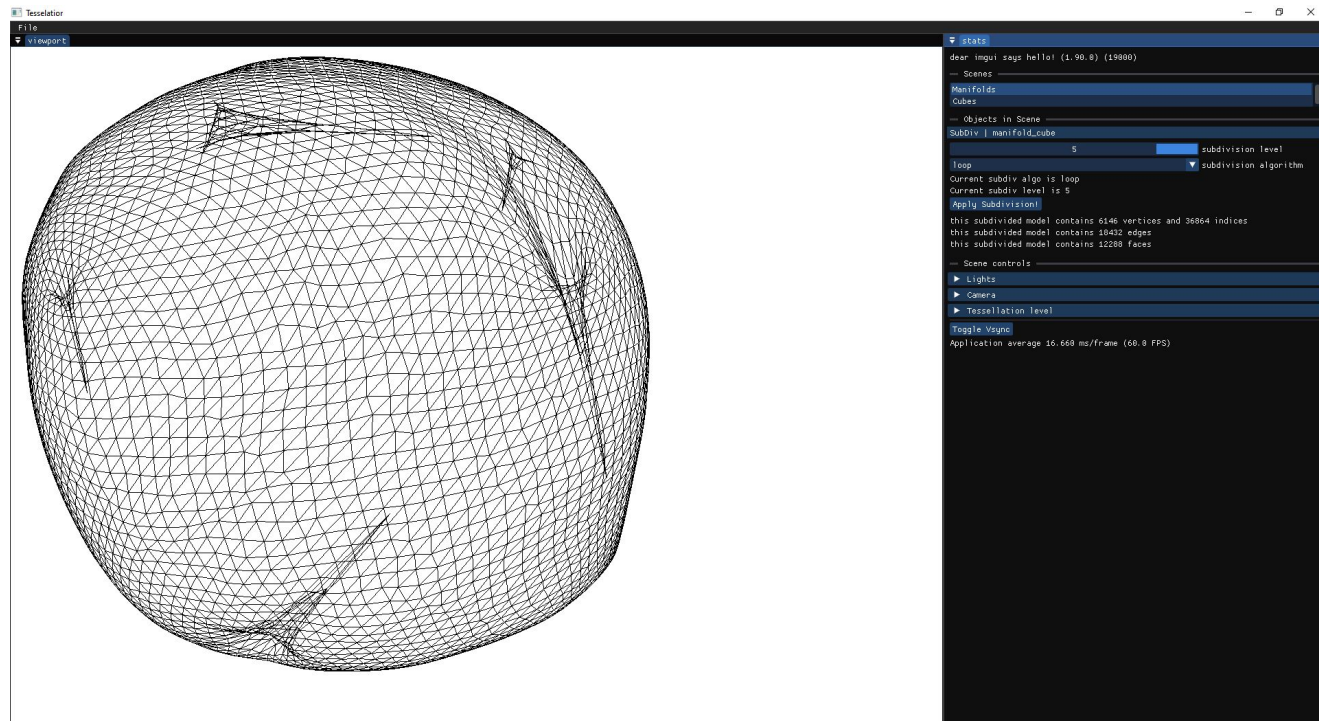 Tesselatior
File
viewport
stats
dear imgui says hello! (1.90.0) (19000)
Scenes
Manifolds
Cubes
Objects in Scene
SubDiv | manifold_cube
5 subdivision level
loop subdivision algorithm
Current subdiv algo is loop
Current subdiv level is 5
Apply Subdivision!
this subdivided model contains 6146 vertices and 36864 indices
this subdivided model contains 18432 edges
this subdivided model contains 12288 faces
Scene controls
Lights
Camera
Tessellation level
Toggle Vsync
Application average 16.660 ms/frame (60.0 FPS)